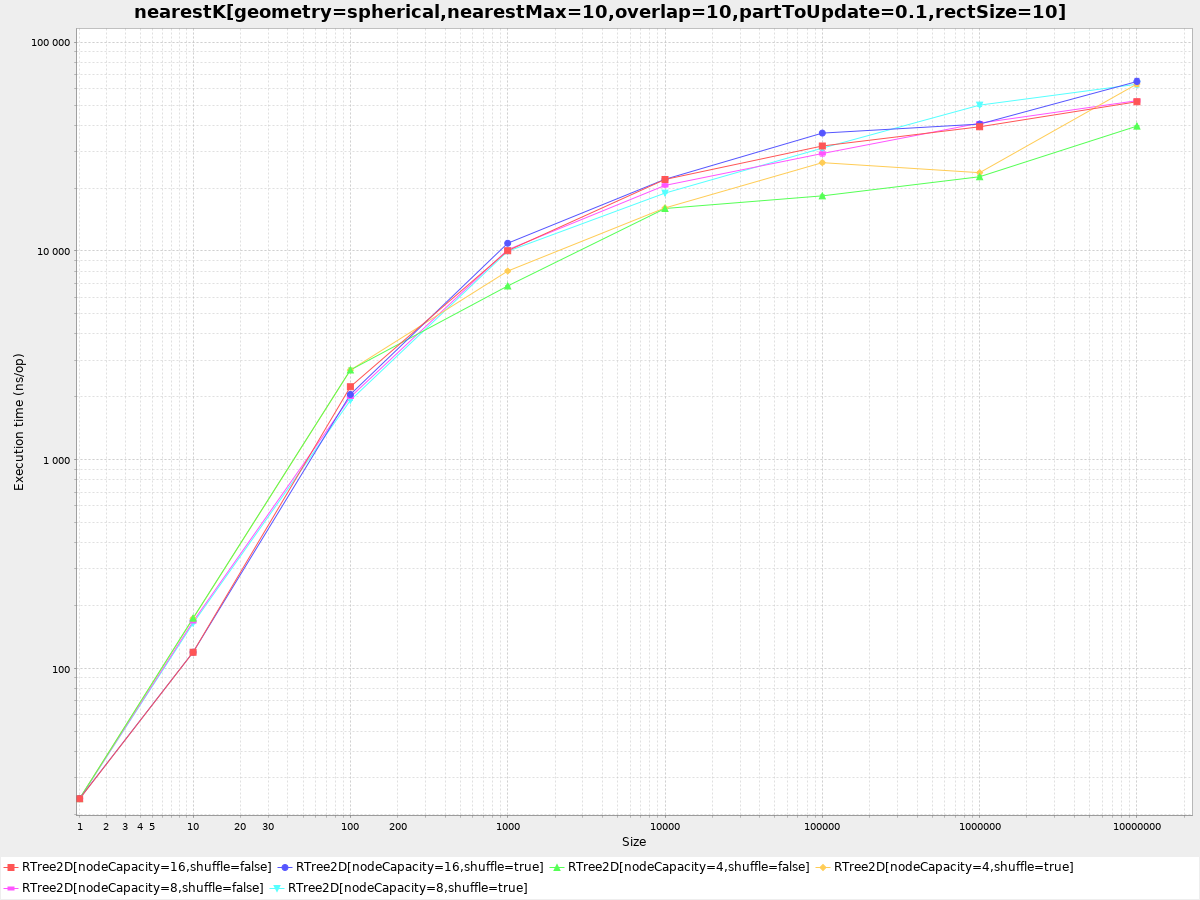 nearestK[geometry=spherical,nearestMax=10,overlap=10,partToUpdate=0.1,rectSize=10]
100 000
10 000
1 000
100
Execution time (ns/op)
1 2 3 4 5 10 20 30 100 200 1000 10000 100000 1000000 10000000
Size
RTree2D[nodeCapacity=16,shuffle=false] RTree2D[nodeCapacity=16,shuffle=true] RTree2D[nodeCapacity=4,shuffle=false] RTree2D[nodeCapacity=4,shuffle=true]
RTree2D[nodeCapacity=8,shuffle=false] RTree2D[nodeCapacity=8,shuffle=true]